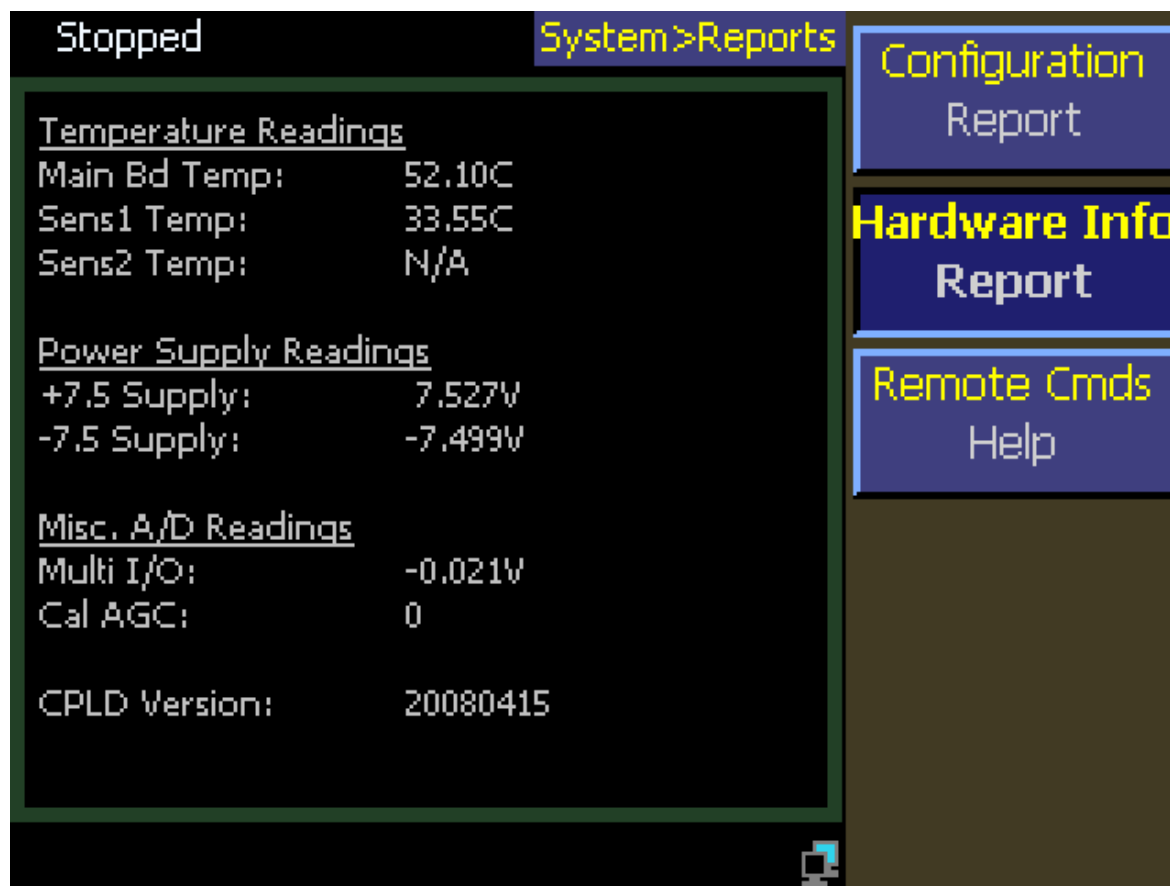 Stopped
System>Reports
Temperature Readings
Main Bd Temp: 52.10C
Sens1 Temp: 33.55C
Sens2 Temp: N/A
Power Supply Readings
+7.5 Supply: 7.527V
-7.5 Supply: -7.499V
Misc. A/D Readings
Multi I/O: -0.021V
Cal AGC: 0
CPLD Version: 20080415
Configuration
Report
Hardware Info
Report
Remote Cmds
Help